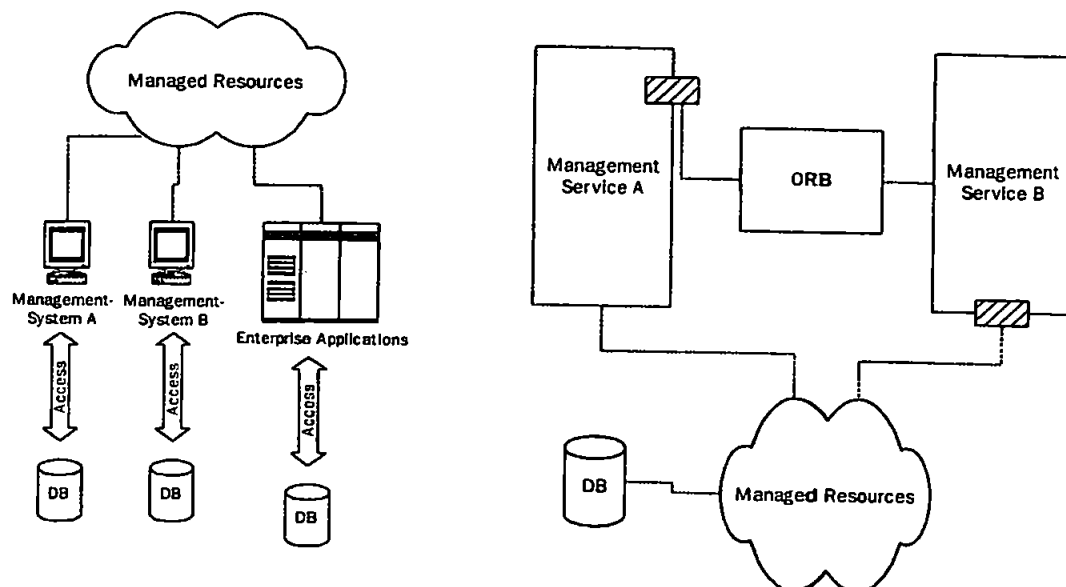 Managed Resources
Management-
System A
Management-
System B
Enterprise Applications
Access
Access
Access
DB
DB
DB
Management
Service A
ORB
Management
Service B
DB
Managed Resources